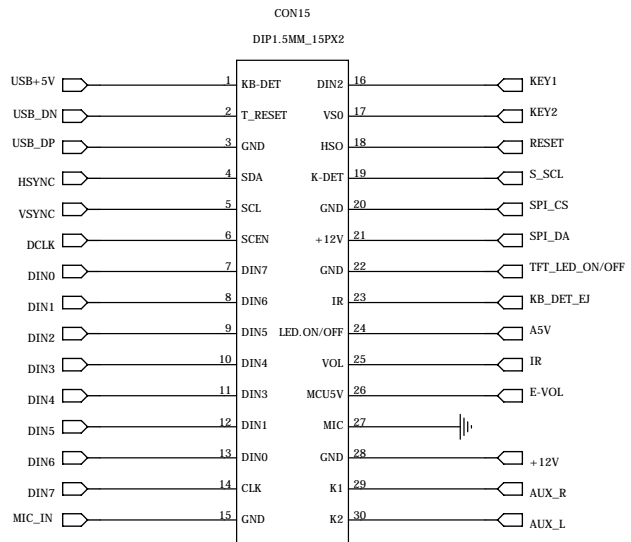 CON15
DIP1.5MM_15PX2
USB+5V 1 KB-DET DIN2 16 KEY1
USB_DN 2 T_RESET VS0 17 KEY2
USB_DP 3 GND HSO 18 RESET
HSYNC 4 SDA K-DET 19 S_SCL
VSYNC 5 SCL GND 20 SPI_CS
DCLK 6 SCEN +12V 21 SPI_DA
DIN0 7 DIN7 GND 22 TFT_LED_ON/OFF
DIN1 8 DIN6 IR 23 KB_DET_EJ
DIN2 9 DIN5 LED.ON/OFF 24 A5V
DIN3 10 DIN4 VOL 25 IR
DIN4 11 DIN3 MCU5V 26 E-VOL
DIN5 12 DIN1 MIC 27
DIN6 13 DIN0 GND 28 +12V
DIN7 14 CLK K1 29 AUX_R
MIC_IN 15 GND K2 30 AUX_L